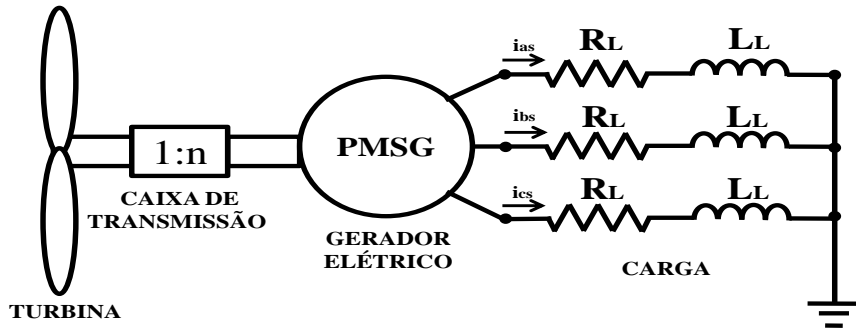 ias
RL
LL
1:n
PMSG
ibs
RL
LL
CAIXA DE
TRANSMISSÃO
ics
RL
LL
GERADOR
ELÉTRICO
CARGA
TURBINA